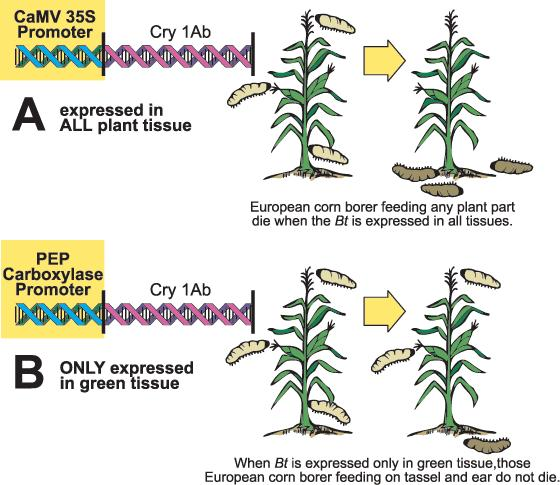 CaMV 35S
Promoter
Cry 1Ab
A
expressed in
ALL plant tissue
European corn borer feeding any plant part
die when the Bt is expressed in all tissues.
PEP
Carboxylase
Promoter
Cry 1Ab
B
ONLY expressed
in green tissue
When Bt is expressed only in green tissue,those
European corn borer feeding on tassel and ear do not die.